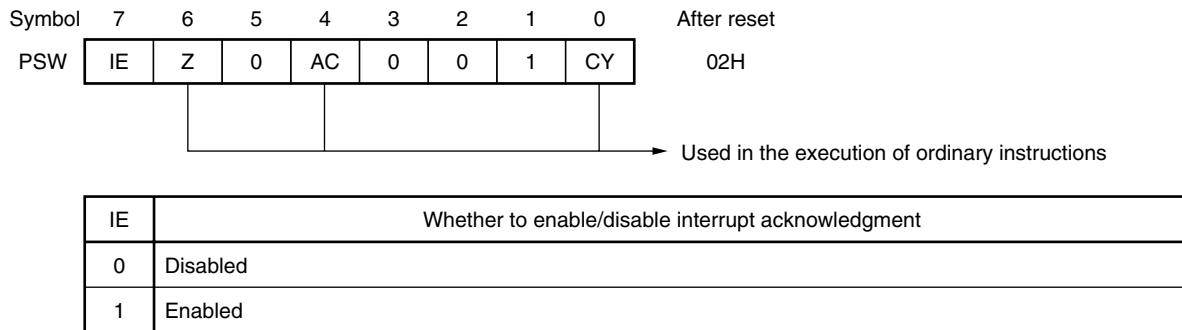 Symbol 7 6 5 4 3 2 1 0 After reset
PSW IE Z 0 AC 0 0 1 CY 02H
Used in the execution of ordinary instructions
IE Whether to enable/disable interrupt acknowledgment
0 Disabled
1 Enabled